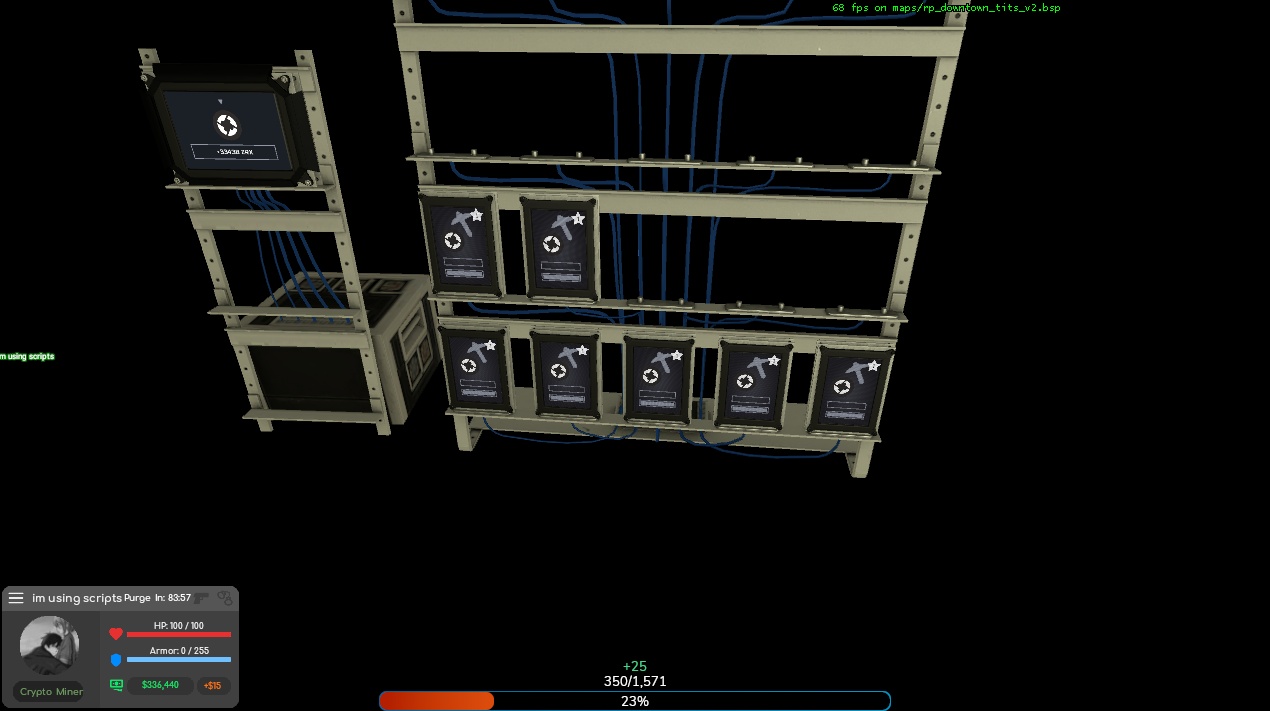 68 fps on maps/rp_downtown_tits_v2.bsp
im using scripts
im using scripts Purge In: 83:57
HP: 100 / 100
Armor: 0 / 255
$336,440
+$15
Crypto Miner
+25
350/1,571
23%